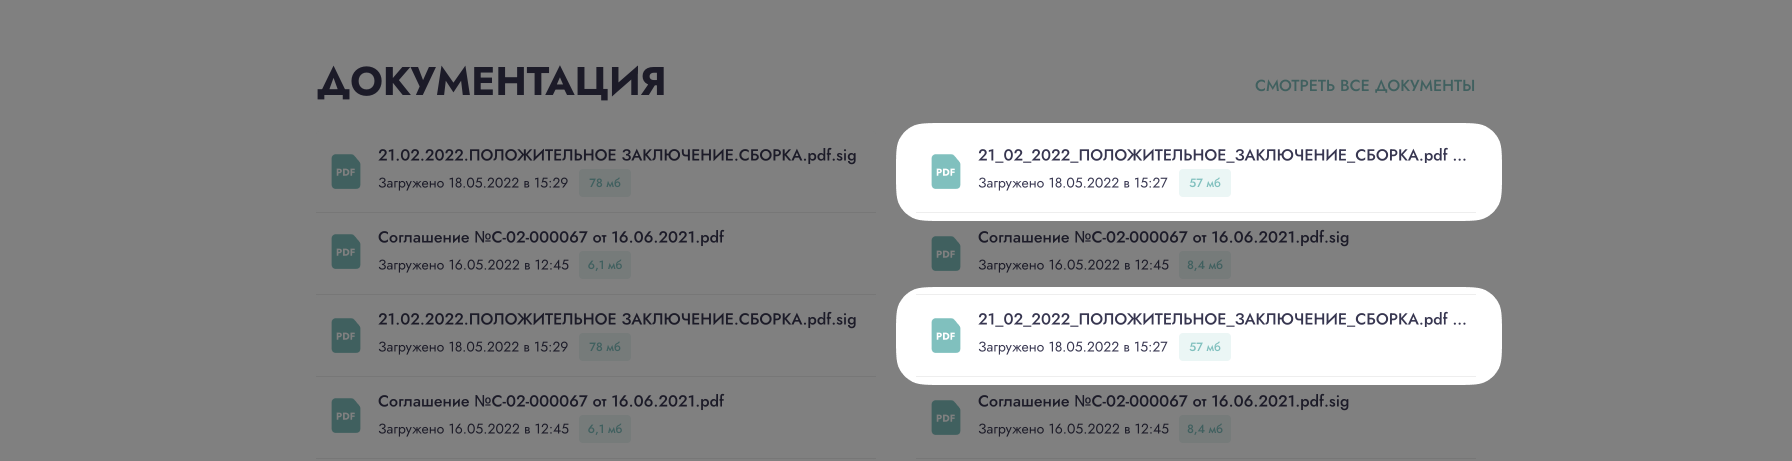 ДОКУМЕНТАЦИЯ
СМОТРЕТЬ ВСЕ ДОКУМЕНТЫ
PDF
21.02.2022.ПОЛОЖИТЕЛЬНОЕ ЗАКЛЮЧЕНИЕ.СБОРКА.pdf.sig
Загружено 18.05.2022 в 15:29 78 мб
PDF
21_02_2022_ПОЛОЖИТЕЛЬНОЕ_ЗАКЛЮЧЕНИЕ_СБОРКА.pdf ...
Загружено 18.05.2022 в 15:27 57 мб
PDF
Соглашение №С-02-000067 от 16.06.2021.pdf
Загружено 16.05.2022 в 12:45 6,1 мб
PDF
Соглашение №С-02-000067 от 16.06.2021.pdf.sig
Загружено 16.05.2022 в 12:45 8,4 мб
PDF
21.02.2022.ПОЛОЖИТЕЛЬНОЕ ЗАКЛЮЧЕНИЕ.СБОРКА.pdf.sig
Загружено 18.05.2022 в 15:29 78 мб
PDF
21_02_2022_ПОЛОЖИТЕЛЬНОЕ_ЗАКЛЮЧЕНИЕ_СБОРКА.pdf ...
Загружено 18.05.2022 в 15:27 57 мб
PDF
Соглашение №С-02-000067 от 16.06.2021.pdf
Загружено 16.05.2022 в 12:45 6,1 мб
PDF
Соглашение №С-02-000067 от 16.06.2021.pdf.sig
Загружено 16.05.2022 в 12:45 8,4 мб